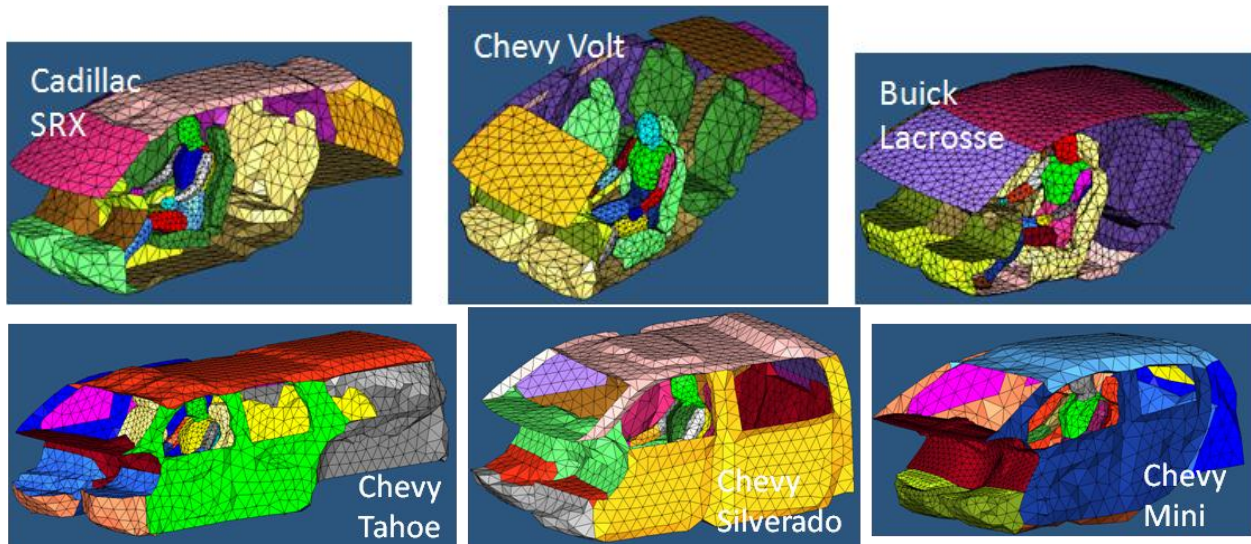 Cadillac
SRX
Chevy Volt
Buick
Lacrosse
Chevy
Tahoe
Chevy
Silverado
Chevy
Mini